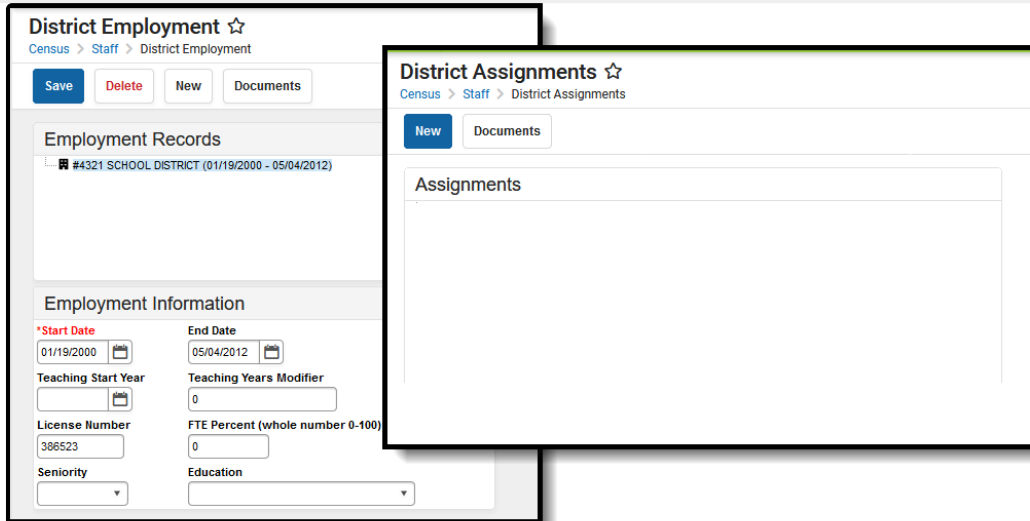 District Employment
Census > Staff > District Employment
Save Delete New Documents
Employment Records
#4321 SCHOOL DISTRICT (01/19/2000 - 05/04/2012)
Employment Information
*Start Date End Date
01/19/2000 05/04/2012
Teaching Start Year Teaching Years Modifier
0
License Number FTE Percent (whole number 0-100)
386523 0
Seniority Education
District Assignments
Census > Staff > District Assignments
New Documents
Assignments